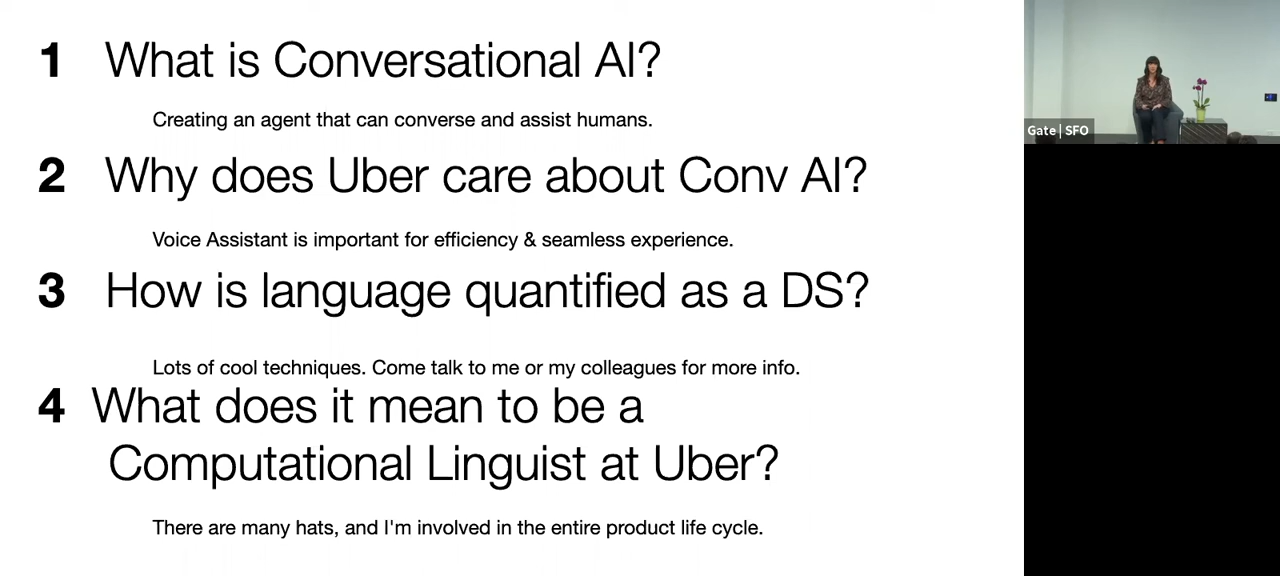 1 What is Conversational AI?
Creating an agent that can converse and assist humans.
2 Why does Uber care about Conv AI?
Voice Assistant is important for efficiency & seamless experience.
3 How is language quantified as a DS?
Lots of cool techniques. Come talk to me or my colleagues for more info.
4 What does it mean to be a
Computational Linguist at Uber?
There are many hats, and I'm involved in the entire product life cycle.
Gate | SFO